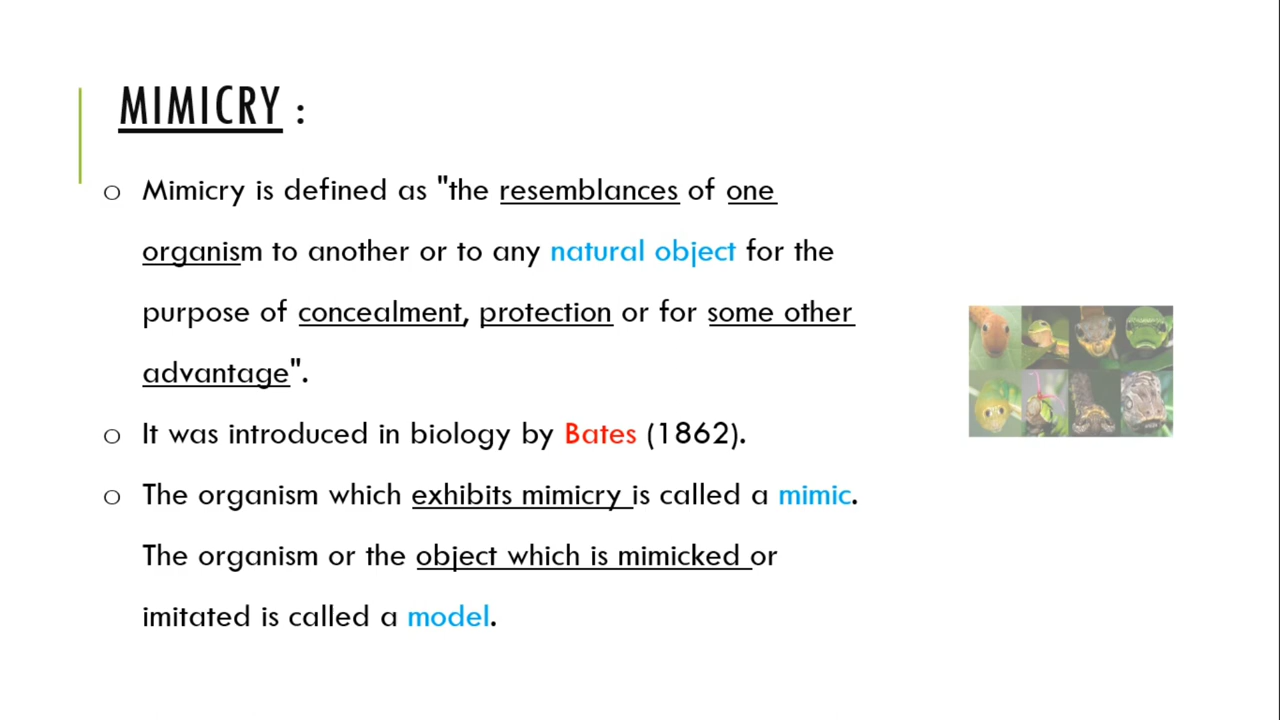 MIMICRY :
o Mimicry is defined as "the resemblances of one
organism to another or to any natural object for the
purpose of concealment, protection or for some other
advantage".
o It was introduced in biology by Bates (1862).
o The organism which exhibits mimicry is called a mimic.
The organism or the object which is mimicked or
imitated is called a model.